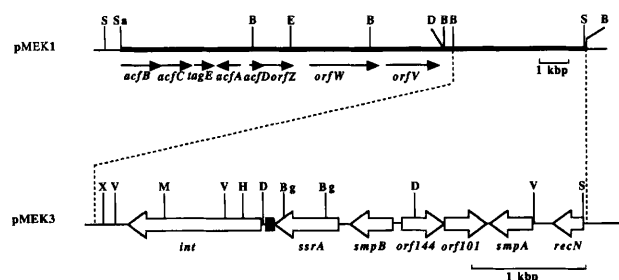 S Sa B E B D B B S B
pMEK1
acfB acfC tagE acfA acfD orfZ orfW orfV
1 kbp
X V M V H D Bg Bg D V S
pMEK3
int ssrA smpB orf144 orf101 smpA recN
1 kbp